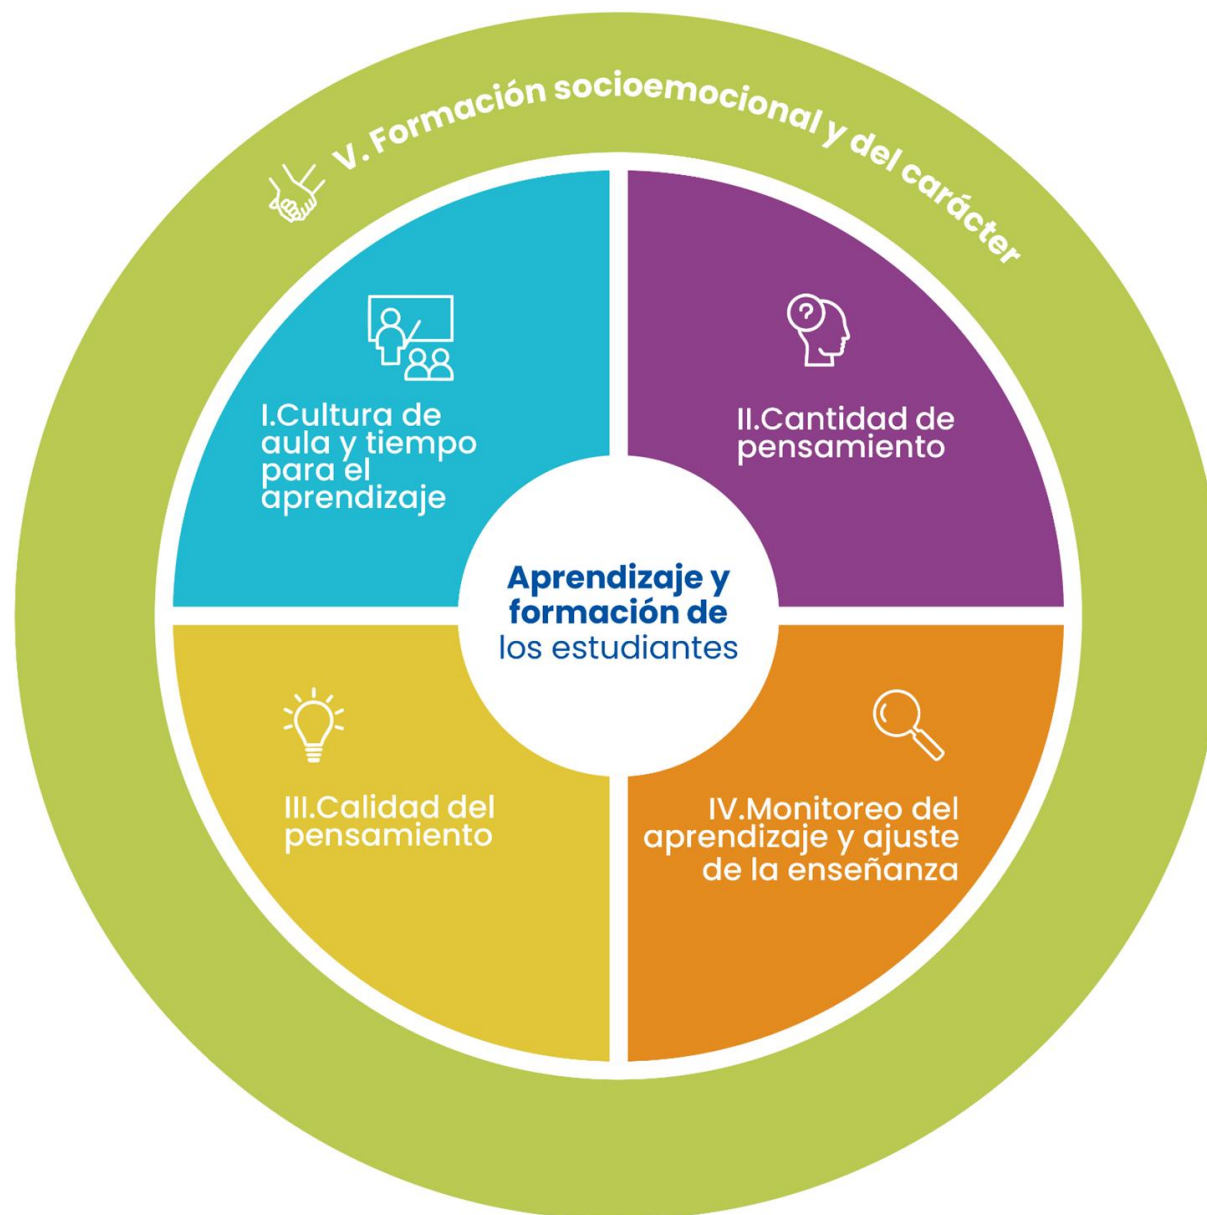 V. Formación socioemocional y del carácter
I.Cultura de
aula y tiempo
para el
aprendizaje
II.Cantidad de
pensamiento
Aprendizaje y
formación de
los estudiantes
III.Calidad del
pensamiento
IV.Monitoreo del
aprendizaje y ajuste
de la enseñanza